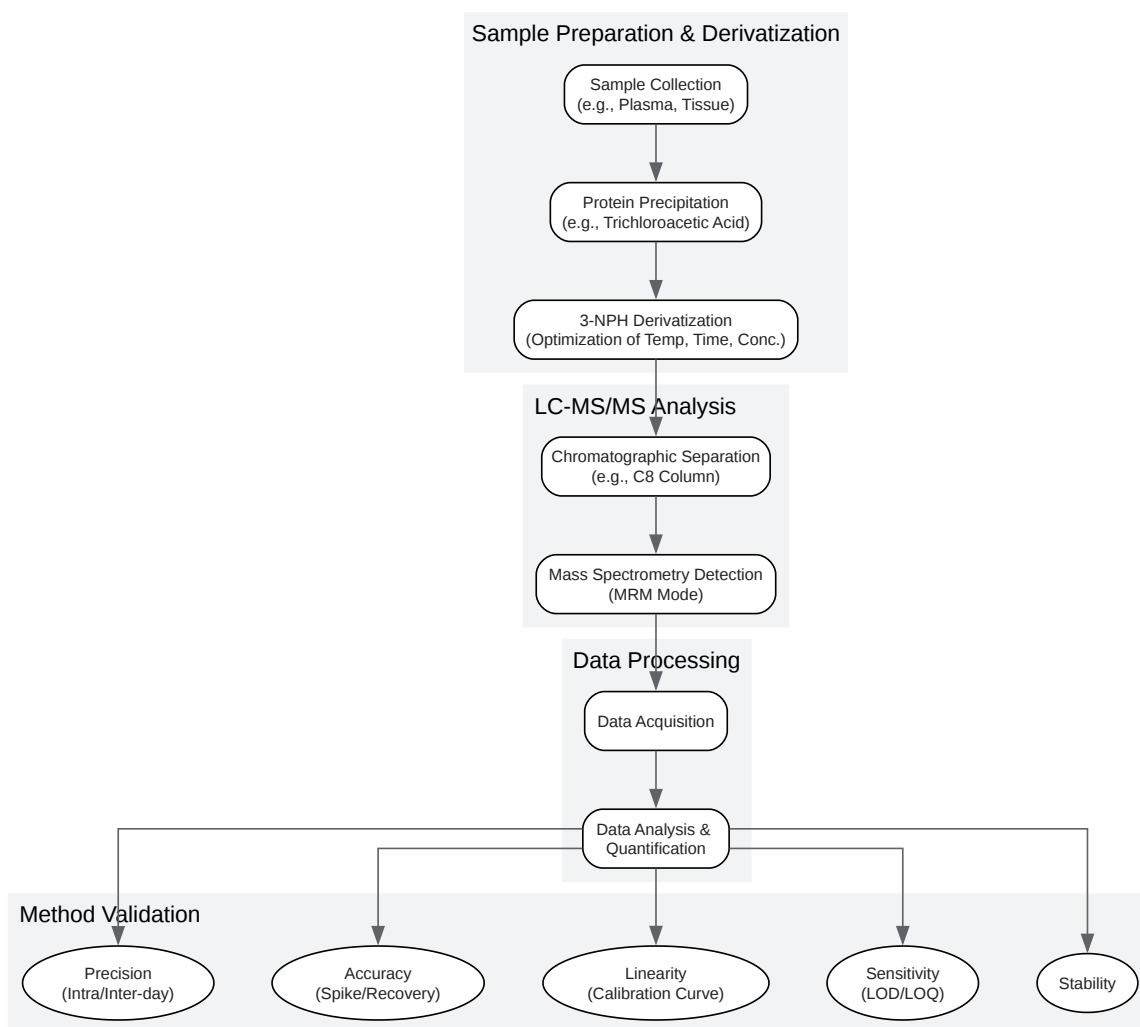 Sample Preparation & Derivatization
Sample Collection
(e.g., Plasma, Tissue)
Protein Precipitation
(e.g., Trichloroacetic Acid)
3-NPH Derivatization
(Optimization of Temp, Time, Conc.)
LC-MS/MS Analysis
Chromatographic Separation
(e.g., C8 Column)
Mass Spectrometry Detection
(MRM Mode)
Data Processing
Data Acquisition
Data Analysis &
Quantification
Method Validation
Precision
(Intra/Inter-day)
Accuracy
(Spike/Recovery)
Linearity
(Calibration Curve)
Sensitivity
(LOD/LOQ)
Stability